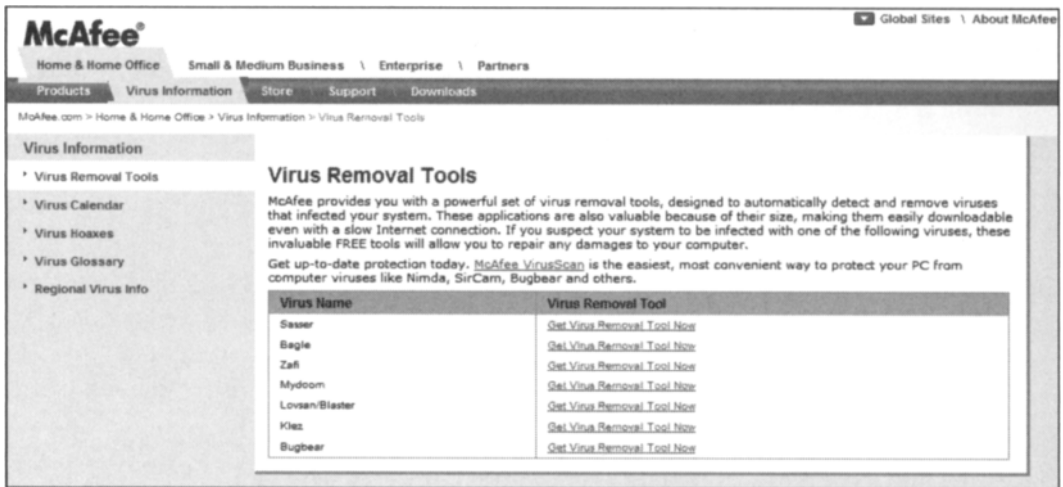 McAfee®
Global Sites \ About McAfee
Home & Home Office Small & Medium Business \ Enterprise \ Partners
Products Virus Information Store Support Downloads
McAfee.com > Home & Home Office > Virus Information > Virus Removal Tools
Virus Information
Virus Removal Tools
Virus Calendar
Virus Hoaxes
Virus Glossary
Regional Virus Info
Virus Removal Tools
McAfee provides you with a powerful set of virus removal tools, designed to automatically detect and remove viruses
that infected your system. These applications are also valuable because of their size, making them easily downloadable
even with a slow Internet connection. If you suspect your system to be infected with one of the following viruses, these
invaluable FREE tools will allow you to repair any damages to your computer.
Get up-to-date protection today. McAfee VirusScan is the easiest, most convenient way to protect your PC from
computer viruses like Nimda, SirCam, Bugbear and others.
Virus Name Virus Removal Tool
Sasser Get Virus Removal Tool Now
Bagle Get Virus Removal Tool Now
Zafi Get Virus Removal Tool Now
Mydoom Get Virus Removal Tool Now
Lovsan/Blaster Get Virus Removal Tool Now
Klez Get Virus Removal Tool Now
Bugbear Get Virus Removal Tool Now